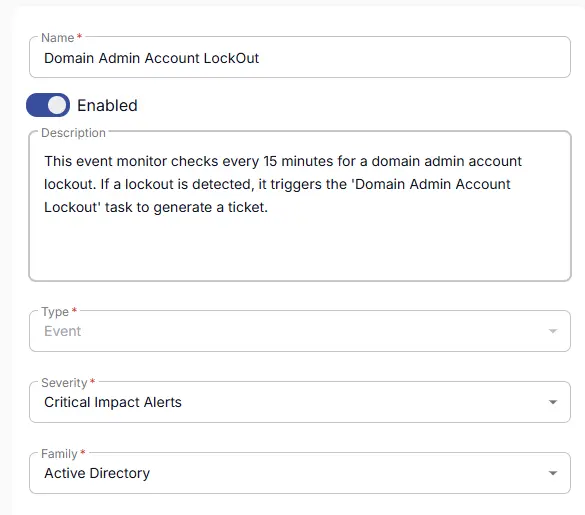 Name *
Domain Admin Account LockOut
Enabled
Description
This event monitor checks every 15 minutes for a domain admin account
lockout. If a lockout is detected, it triggers the 'Domain Admin Account
Lockout' task to generate a ticket.
Type *
Event
Severity *
Critical Impact Alerts
Family *
Active Directory